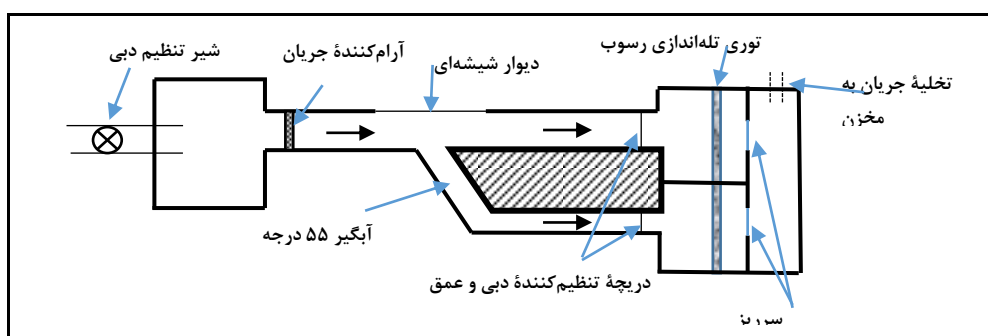 توری تله‌اندازی رسوب
آرام‌کنندهٔ جریان
شیر تنظیم دبی
دیوار شیشه‌ای
تخلیهٔ جریان به
مخزن
آبگیر ۵۵ درجه
دریچهٔ تنظیم‌کنندهٔ دبی و عمق
سرریز